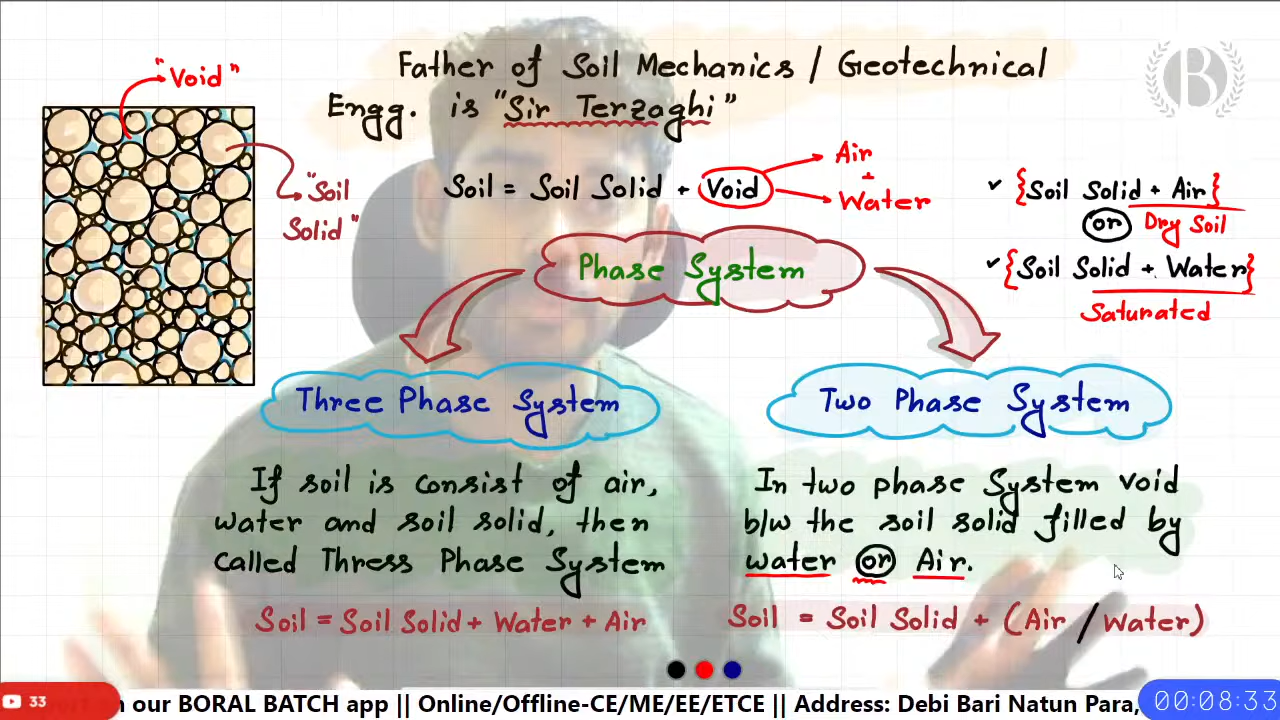 Father of Soil Mechanics / Geotechnical
Engg. is "Sir Terzaghi"
"Void"
"Soil
Solid"
Soil = Soil Solid + Void
Air
+
Water
{Soil Solid + Air}
or Dry Soil
{Soil Solid + Water}
Saturated
Phase System
Three Phase System
Two Phase System
If soil is consist of air,
water and soil solid, then
called Thress Phase System
Soil = Soil Solid + Water + Air
In two phase System void
b/w the soil solid filled by
water or Air.
Soil = Soil Solid + (Air / Water)
B
33
on our BORAL BATCH app || Online/Offline-CE/ME/EE/ETCE || Address: Debi Bari Natun Para,
00:08:33